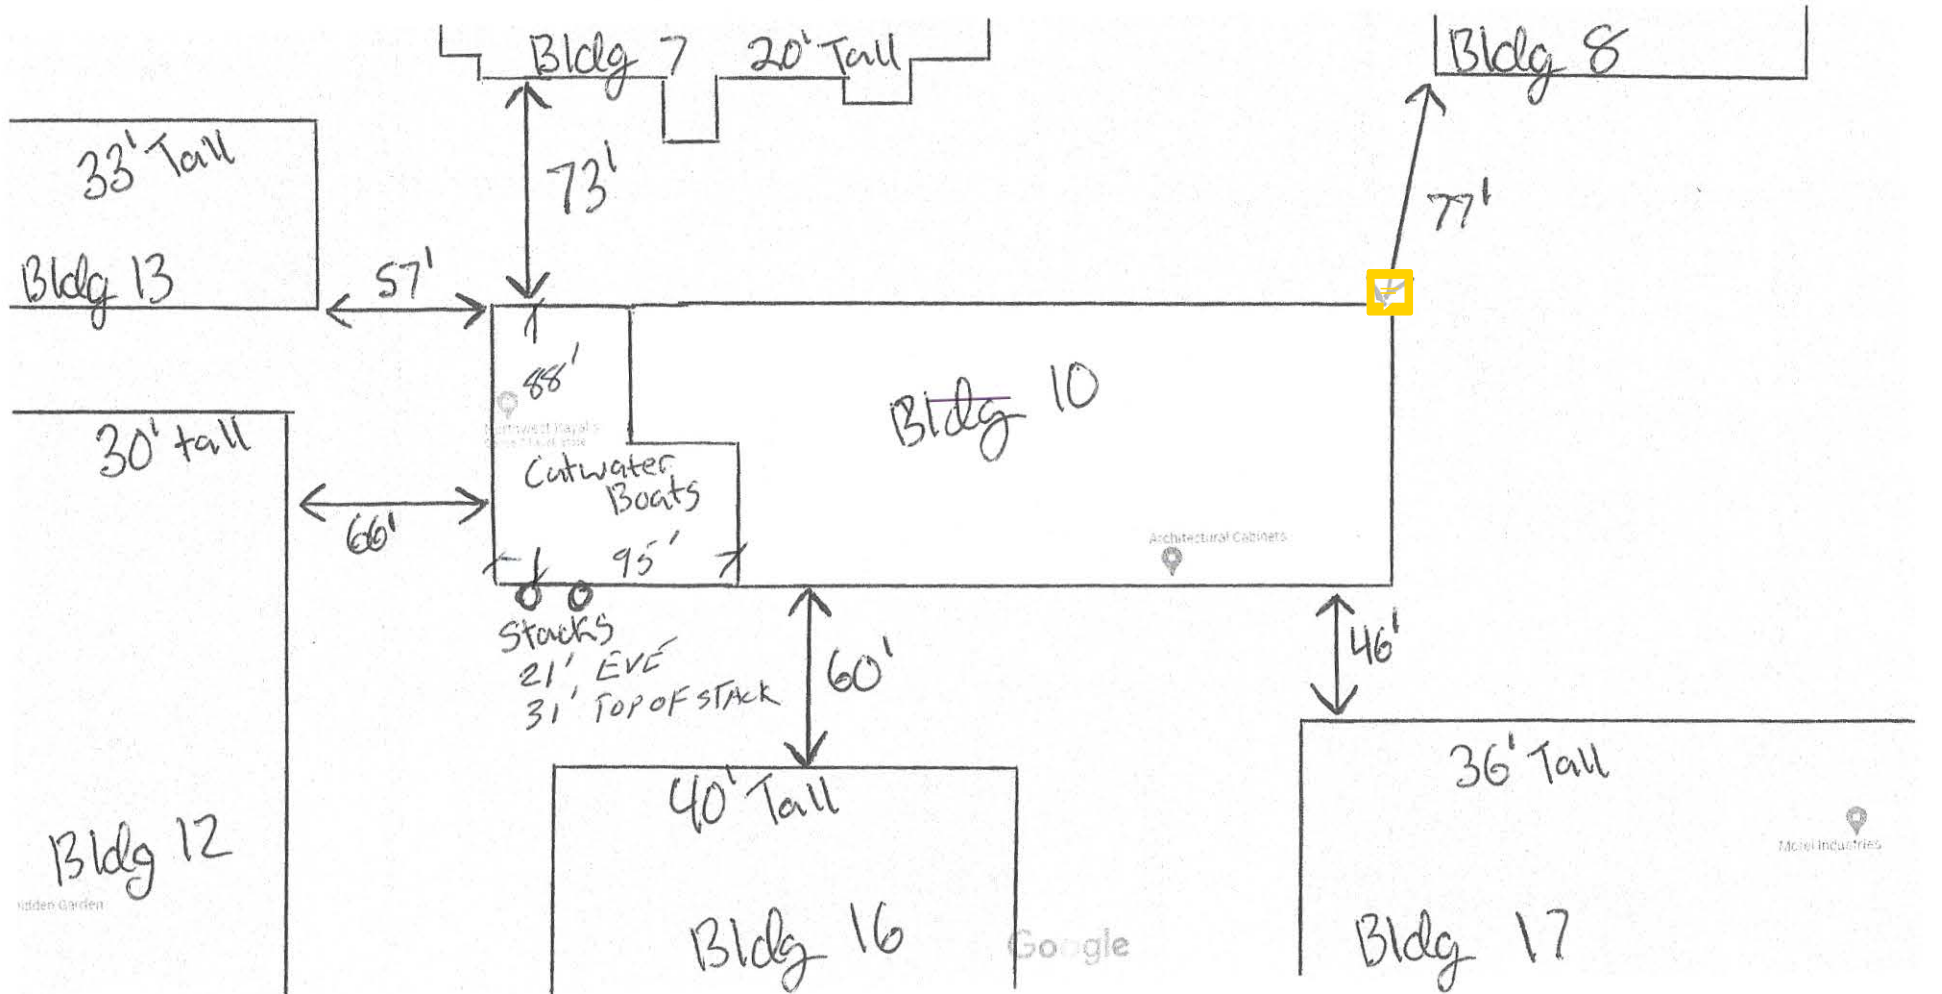 Bldg 7
20' Tall
Bldg 8
33' Tall
Bldg 13
57'
73'
77'
88'
Bldg 10
30' tall
66'
Cutwater
Boats
95'
Architectural Cabinets
Stacks
21' EVE
31' TOP OF STACK
60'
46'
40' Tall
36' Tall
Bldg 12
Bldg 16
Bldg 17
Google